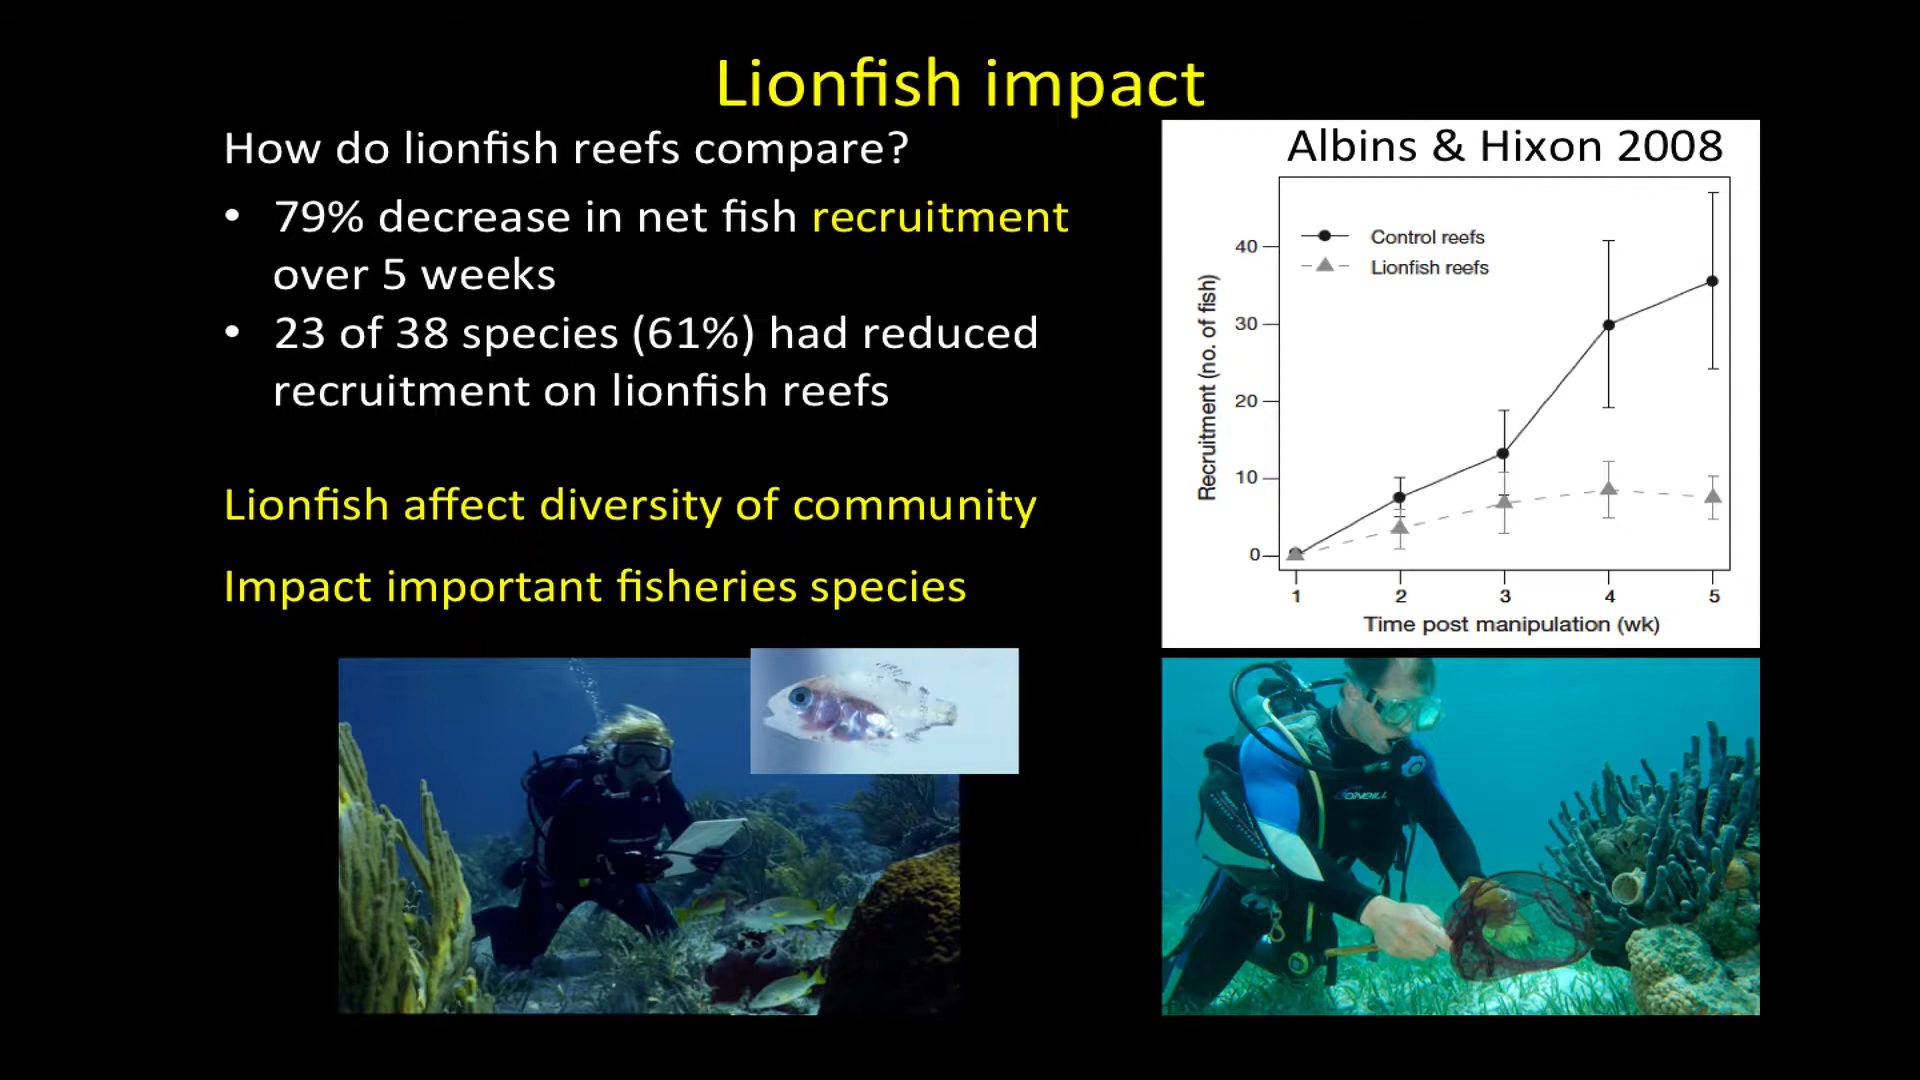 Lionfish impact
How do lionfish reefs compare?
• 79% decrease in net fish recruitment
over 5 weeks
• 23 of 38 species (61%) had reduced
recruitment on lionfish reefs
Lionfish affect diversity of community
Impact important fisheries species
Albins & Hixon 2008
Control reefs
Lionfish reefs
Recruitment (no. of fish)
40
30
20
10
0
1 2 3 4 5
Time post manipulation (wk)
O'NEILL